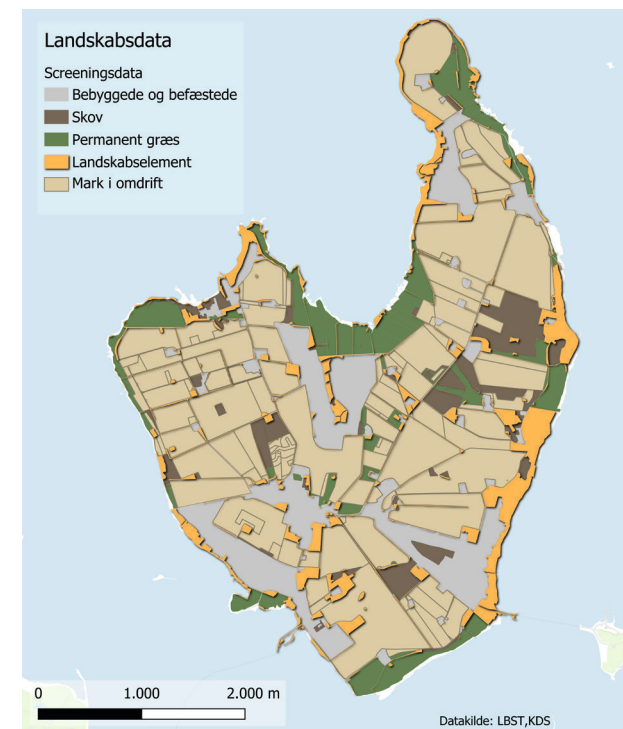 Landskabsdata
Screeningsdata
Bebyggede og befæstede
Skov
Permanent græs
Landskabselement
Mark i omdrift
0 1.000 2.000 m
Datakilde: LBST,KDS